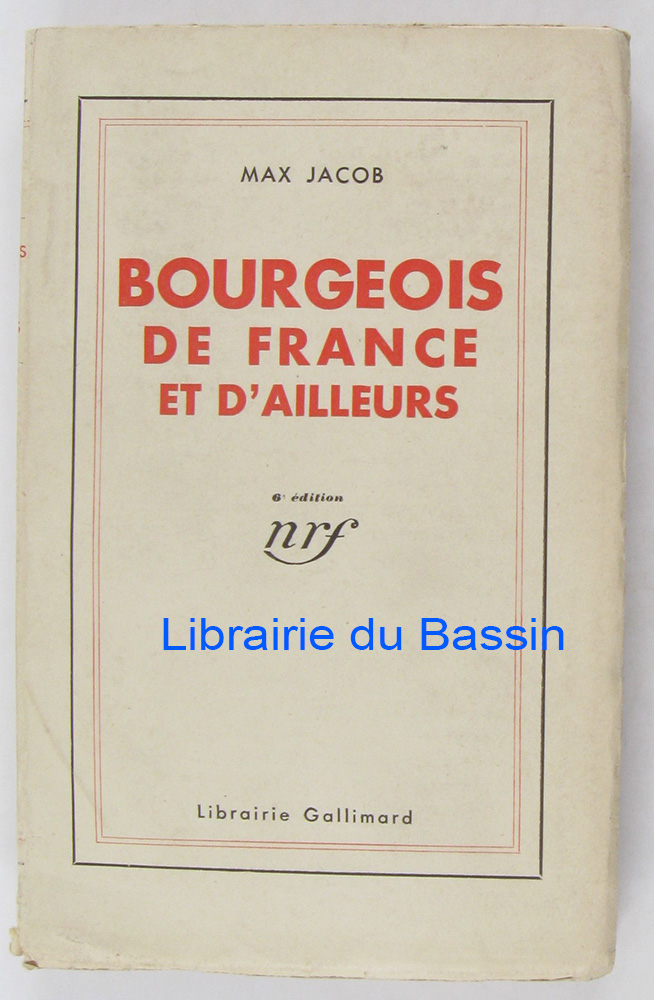 MAX JACOB
BOURGEOIS
DE FRANCE
ET D'AILLEURS
6e édition
nrf
Librairie du Bassin
Librairie Gallimard